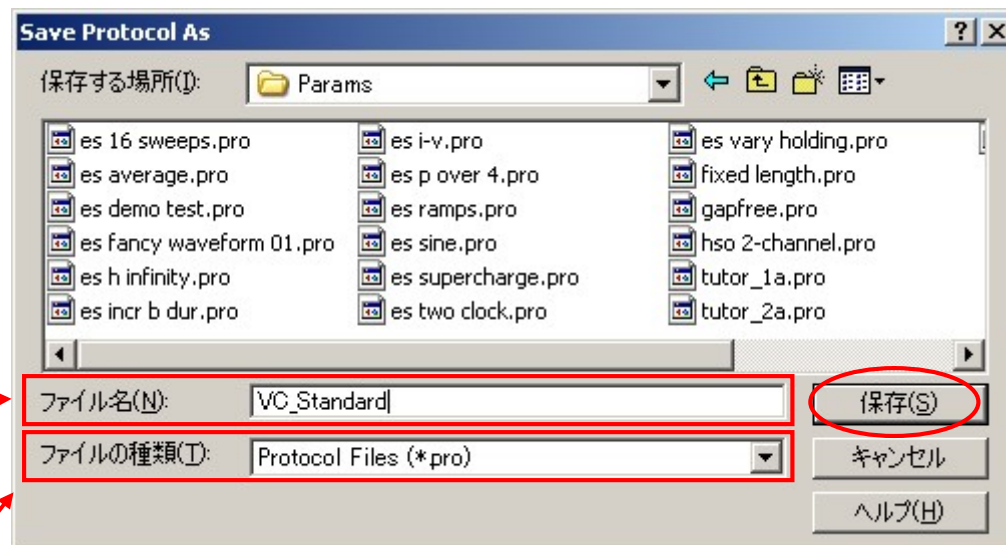 Save Protocol As
保存する場所(I):
Params
es 16 sweeps.pro
es average.pro
es demo test.pro
es fancy waveform 01.pro
es h infinity.pro
es incr b dur.pro
es i-v.pro
es p over 4.pro
es ramps.pro
es sine.pro
es supercharge.pro
es two clock.pro
es vary holding.pro
fixed length.pro
gapfree.pro
hso 2-channel.pro
tutor_1a.pro
tutor_2a.pro
ファイル名(N):
VC_Standard
保存(S)
ファイルの種類(T):
Protocol Files (*.pro)
キャンセル
ヘルプ(H)